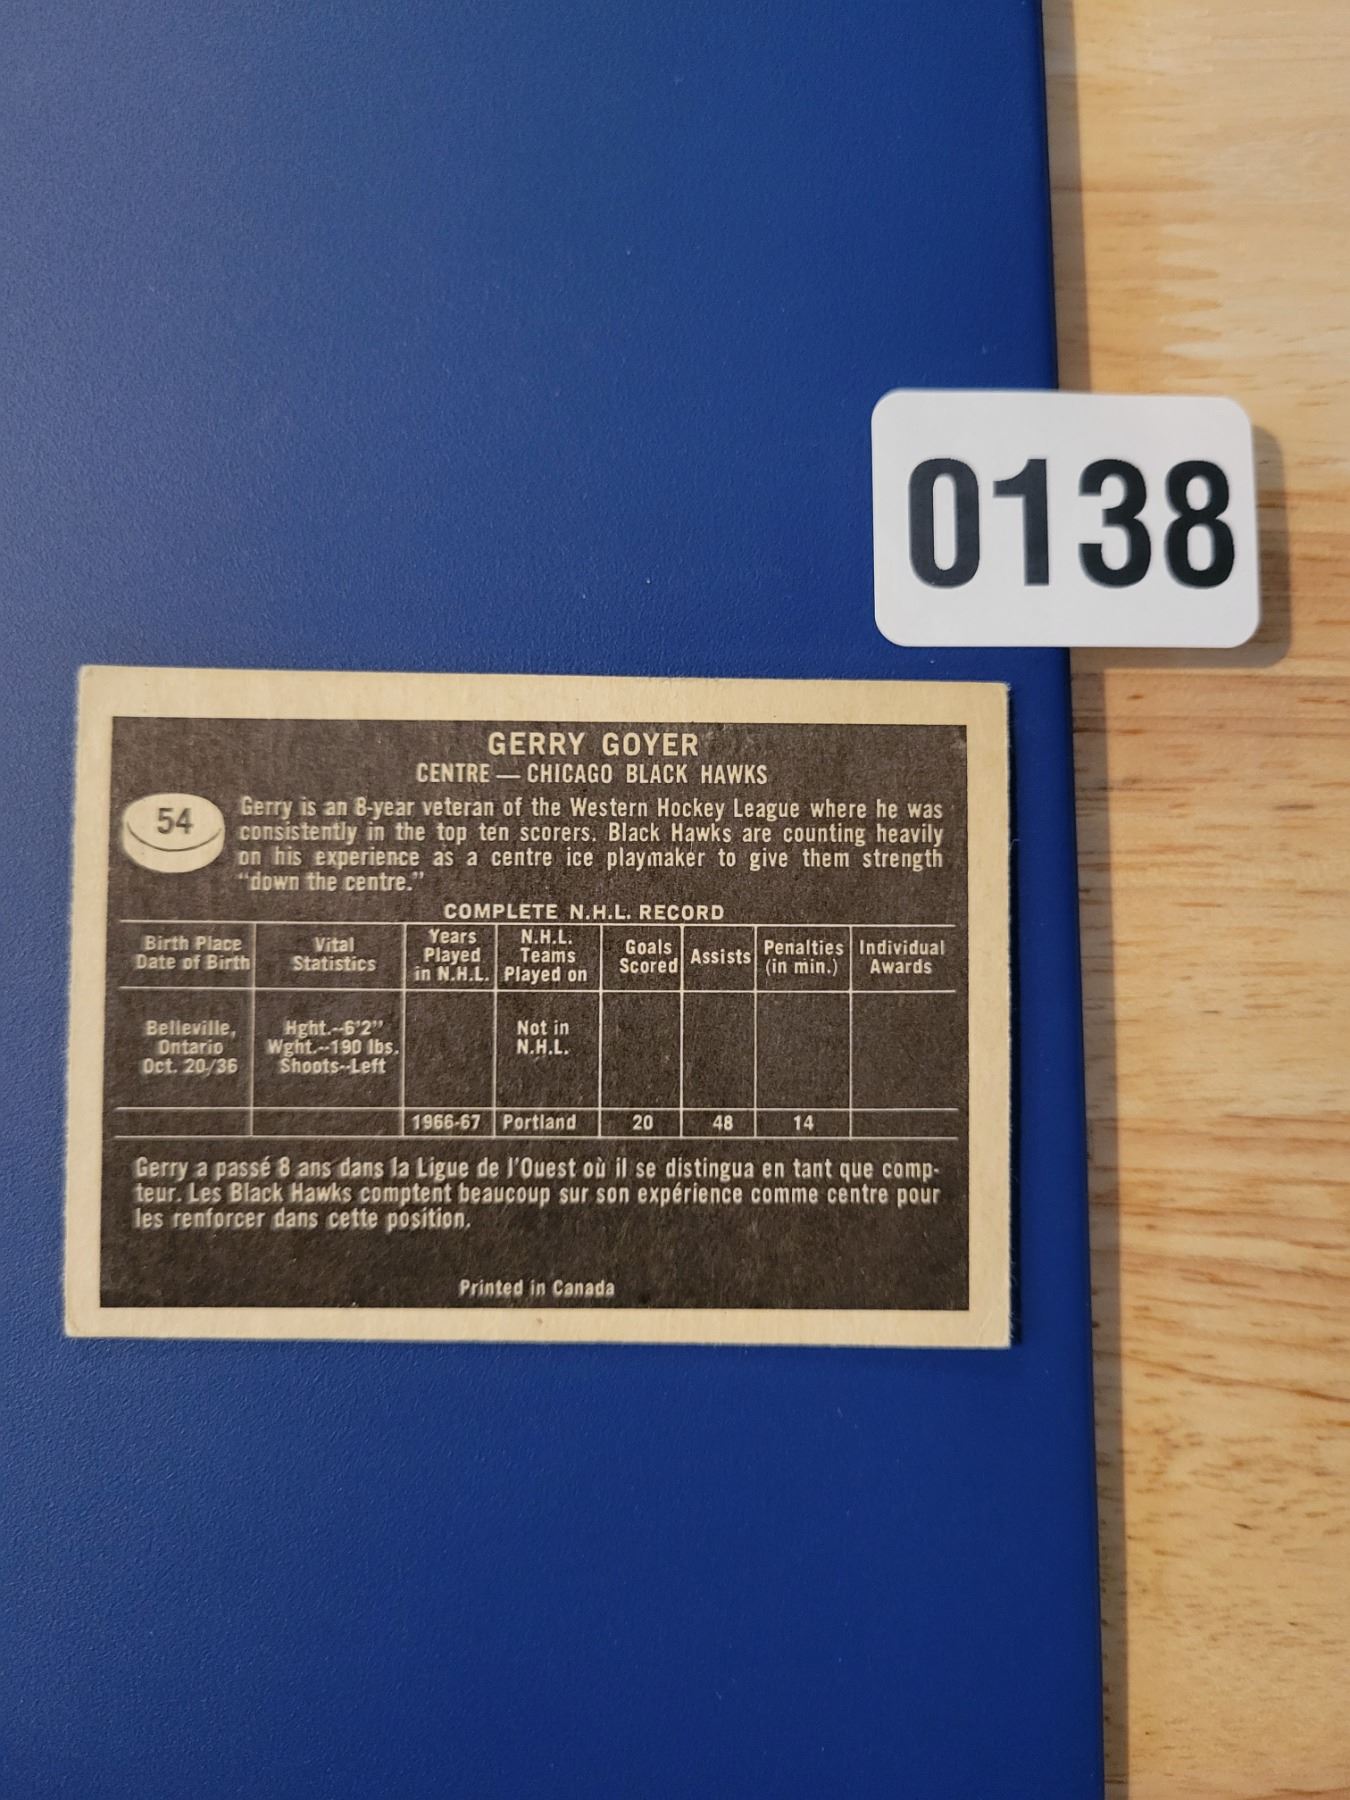 0138
GERRY GOYER
CENTRE — CHICAGO BLACK HAWKS
54
Gerry is an 8-year veteran of the Western Hockey League where he was
consistently in the top ten scorers. Black Hawks are counting heavily
on his experience as a centre ice playmaker to give them strength
"down the centre."
COMPLETE N.H.L. RECORD
Birth Place
Date of Birth
Vital
Statistics
Years
Played
in N.H.L.
N.H.L.
Teams
Played on
Goals
Scored
Assists
Penalties
(in min.)
Individual
Awards
Belleville,
Ontario
Oct. 20/36
Hght.--6'2"
Wght.--190 lbs.
Shoots--Left
Not in
N.H.L.
1966-67 Portland 20 48 14
Gerry a passé 8 ans dans la Ligue de l'Ouest où il se distingua en tant que comp-
teur. Les Black Hawks comptent beaucoup sur son expérience comme centre pour
les renforcer dans cette position.
Printed in Canada